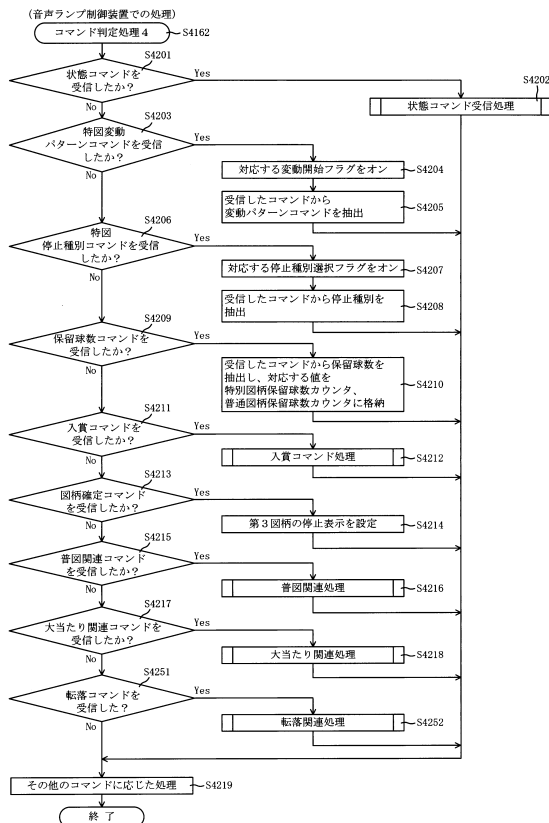 (音声ランプ制御装置での処理)
コマンド判定処理4
S4162
S4201
状態コマンドを
受信したか?
Yes
No
S4202
状態コマンド受信処理
S4203
特図変動
パターンコマンドを受信
したか?
Yes
No
対応する変動開始フラグをオン
S4204
受信したコマンドから
変動パターンコマンドを抽出
S4205
S4206
特図
停止種別コマンドを受信
したか?
Yes
No
対応する停止種別選択フラグをオン
S4207
受信したコマンドから停止種別を
抽出
S4208
S4209
保留球数コマンドを
受信したか?
Yes
No
受信したコマンドから保留球数を
抽出し、対応する値を
特別図柄保留球数カウンタ、
普通図柄保留球数カウンタに格納
S4210
S4211
入賞コマンドを
受信したか?
Yes
No
入賞コマンド処理
S4212
S4213
図柄確定コマンド
を受信したか?
Yes
No
第3図柄の停止表示を設定
S4214
S4215
普図関連コマンド
を受信したか?
Yes
No
普図関連処理
S4216
S4217
大当たり関連コマンドを
受信したか?
Yes
No
大当たり関連処理
S4218
S4251
転落コマンドを
受信した?
Yes
No
転落関連処理
S4252
その他のコマンドに応じた処理
S4219
終了